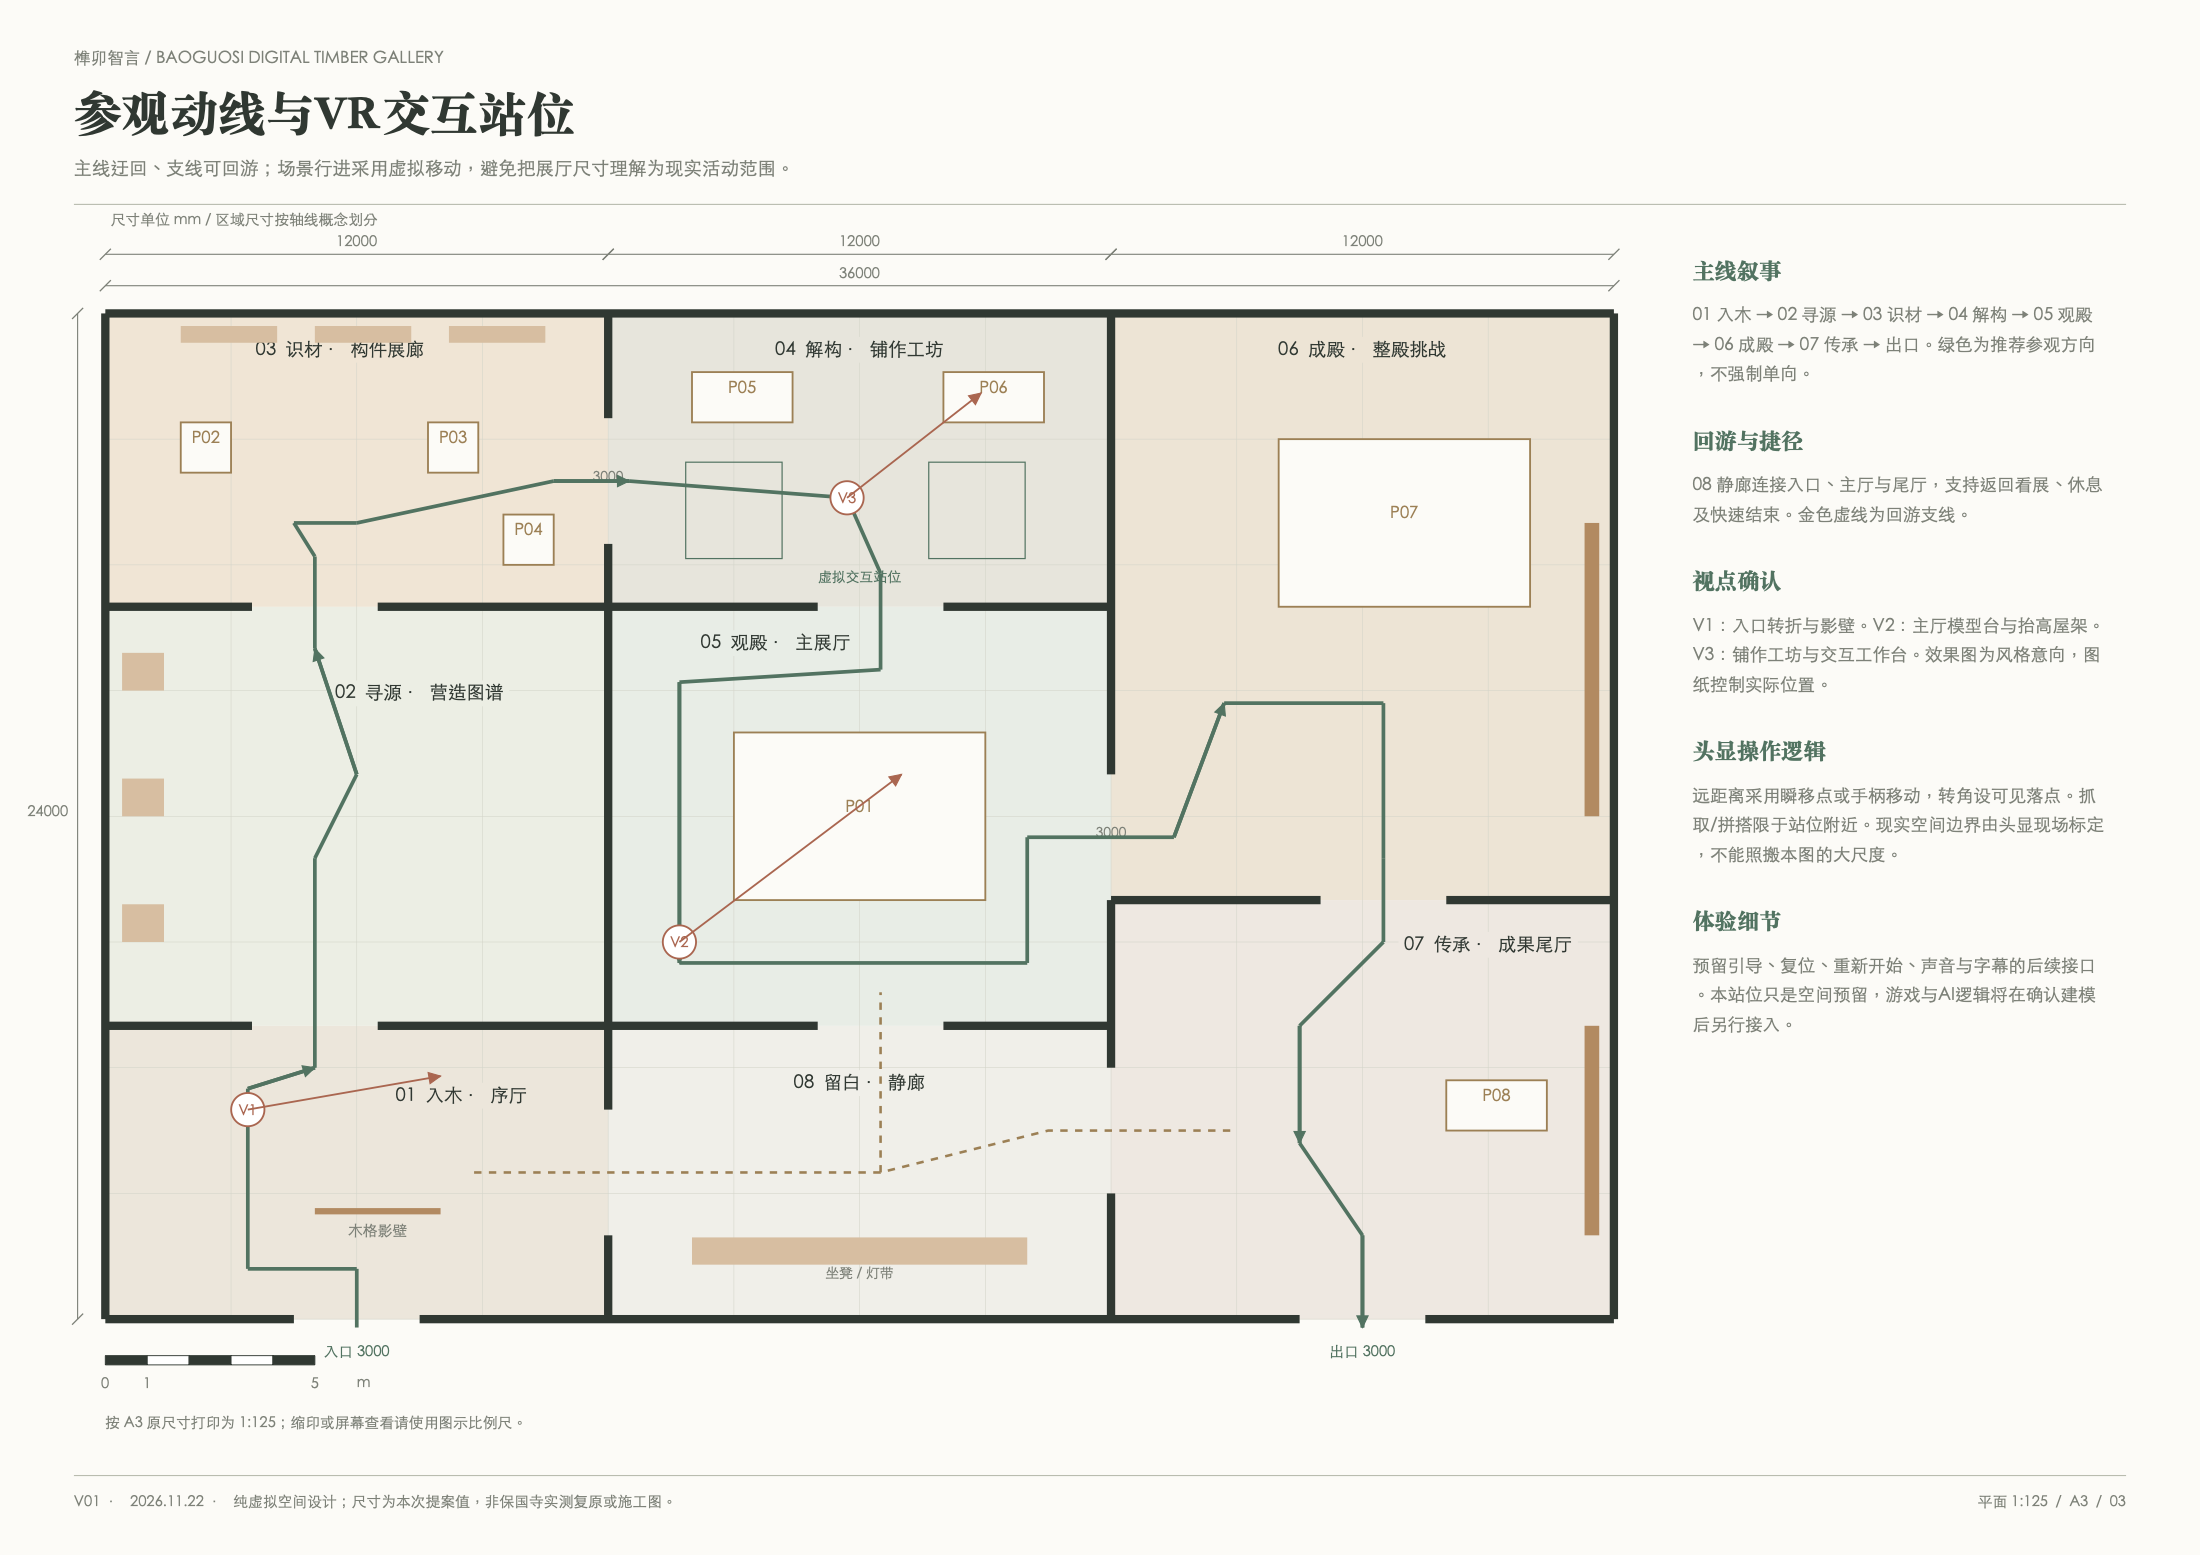 榫卯智言 / BAOGUOSI DIGITAL TIMBER GALLERY
参观动线与VR交互站位
主线迂回、支线可回游；场景行进采用虚拟移动，避免把展厅尺寸理解为现实活动范围。
尺寸单位 mm / 区域尺寸按轴线概念划分
12000
12000
12000
36000
24000
03 识材 · 构件展廊
04 解构 · 铺作工坊
06 成殿 · 整殿挑战
P05
P06
P02
P03
3000
V3
P04
P07
虚拟交互站位
05 观殿 · 主展厅
02 寻源 · 营造图谱
P01
3000
V2
07 传承 · 成果尾厅
08 留白 · 静廊
01 入木 · 序厅
V1
P08
木格影壁
坐凳 / 灯带
入口 3000
出口 3000
0 1 5 m
按 A3 原尺寸打印为 1:125；缩印或屏幕查看请使用图示比例尺。
主线叙事
01 入木 → 02 寻源 → 03 识材 → 04 解构 → 05 观殿
→ 06 成殿 → 07 传承 → 出口。绿色为推荐参观方向
，不强制单向。
回游与捷径
08 静廊连接入口、主厅与尾厅，支持返回看展、休息
及快速结束。金色虚线为回游支线。
视点确认
V1：入口转折与影壁。V2：主厅模型台与抬高屋架。
V3：铺作工坊与交互工作台。效果图为风格意向，图
纸控制实际位置。
头显操作逻辑
远距离采用瞬移点或手柄移动，转角设可见落点。抓
取/拼搭限于站位附近。现实空间边界由头显现场标定
，不能照搬本图的大尺度。
体验细节
预留引导、复位、重新开始、声音与字幕的后续接口
。本站位只是空间预留，游戏与AI逻辑将在确认建模
后另行接入。
V01 · 2026.11.22 · 纯虚拟空间设计；尺寸为本次提案值，非保国寺实测复原或施工图。
平面 1:125 / A3 / 03